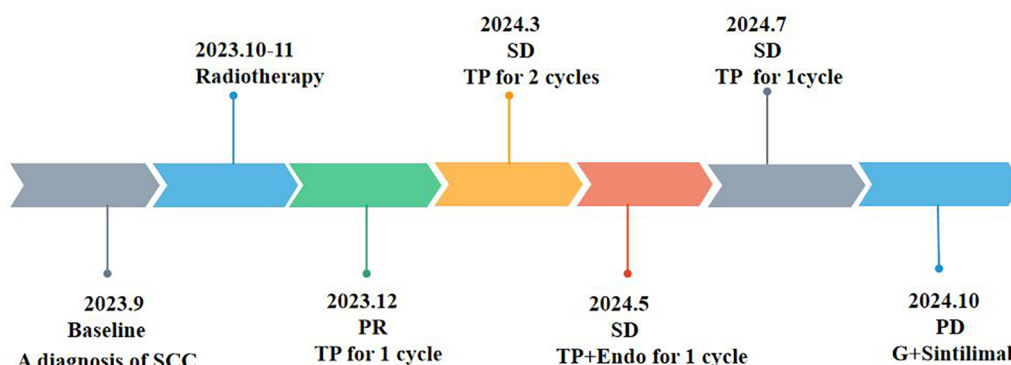 2023.9
Baseline
A diagnosis of SCC
2023.10-11
Radiotherapy
2023.12
PR
TP for 1 cycle
2024.3
SD
TP for 2 cycles
2024.5
SD
TP+Endo for 1 cycle
2024.7
SD
TP for 1cycle
2024.10
PD
G+Sintilimab